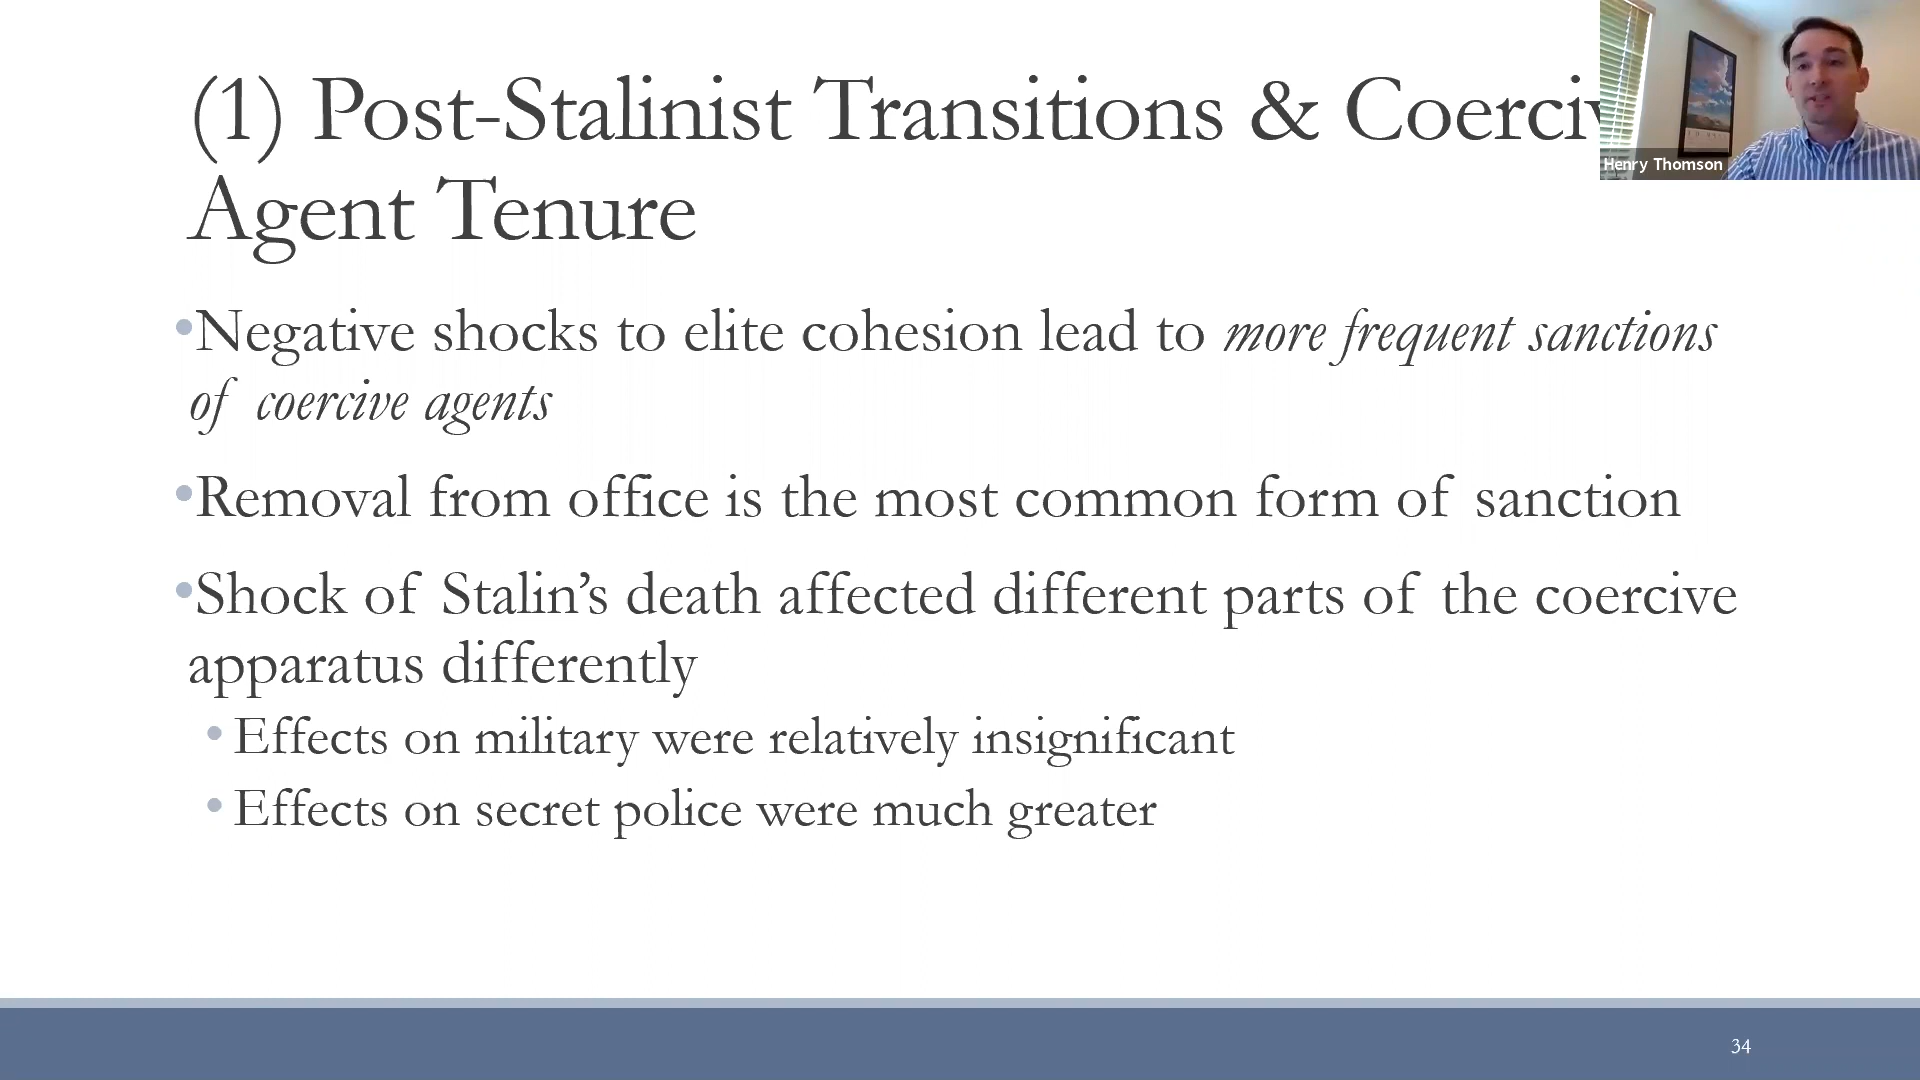 (1) Post-Stalinist Transitions & Coerciv
Agent Tenure
Henry Thomson
•Negative shocks to elite cohesion lead to more frequent sanctions
of coercive agents
•Removal from office is the most common form of sanction
•Shock of Stalin’s death affected different parts of the coercive
apparatus differently
• Effects on military were relatively insignificant
• Effects on secret police were much greater
34